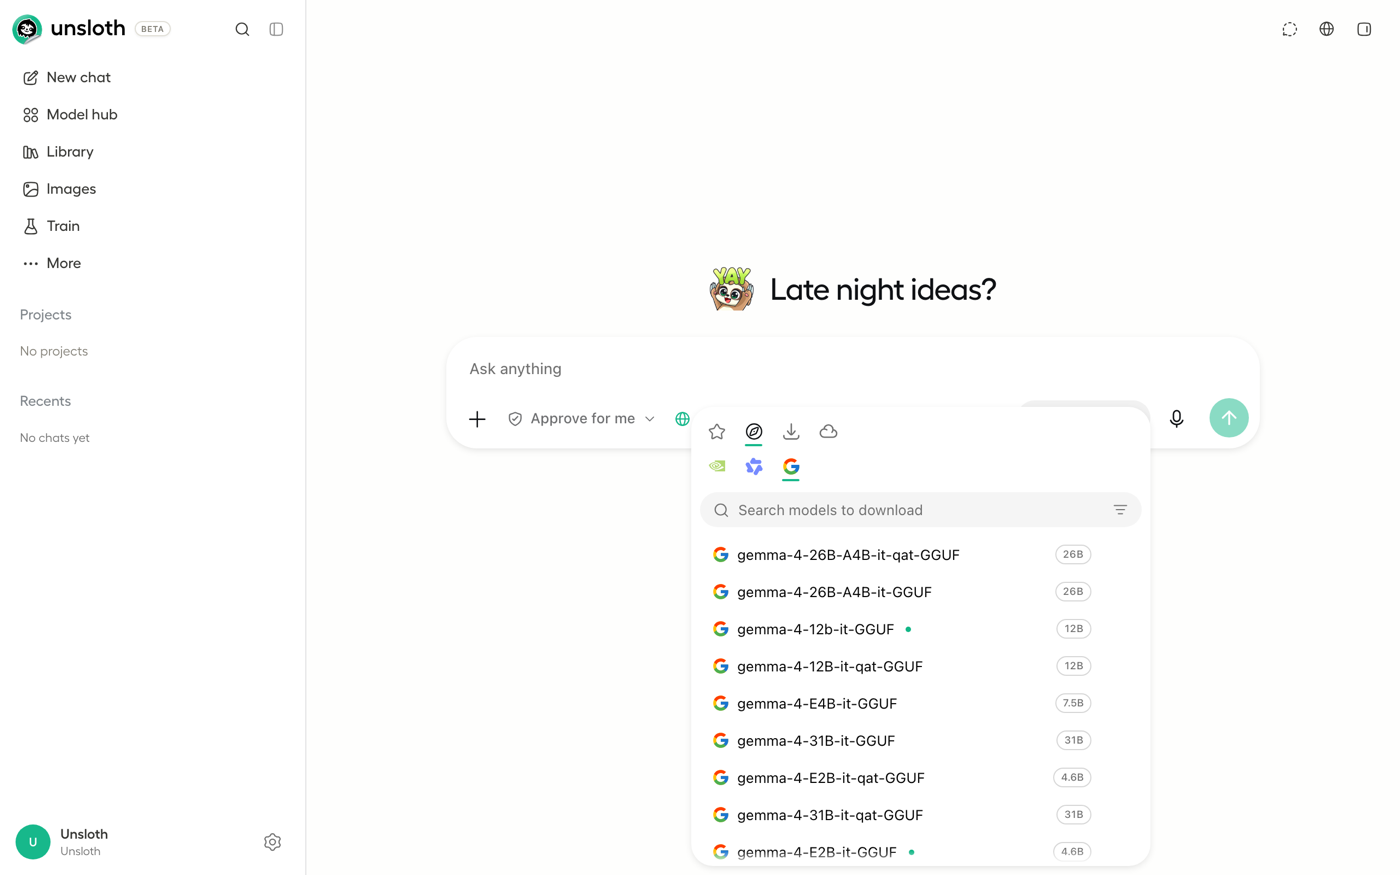 unsloth BETA
New chat
Model hub
Library
Images
Train
More
Projects
No projects
Recents
No chats yet
U
Unsloth
Unsloth
YAY
Late night ideas?
Ask anything
Approve for me
Search models to download
gemma-4-26B-A4B-it-qat-GGUF 26B
gemma-4-26B-A4B-it-GGUF 26B
gemma-4-12b-it-GGUF 12B
gemma-4-12B-it-qat-GGUF 12B
gemma-4-E4B-it-GGUF 7.5B
gemma-4-31B-it-GGUF 31B
gemma-4-E2B-it-qat-GGUF 4.6B
gemma-4-31B-it-qat-GGUF 31B
gemma-4-E2B-it-GGUF 4.6B